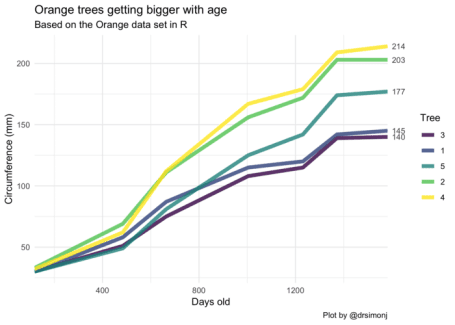 Orange trees getting bigger with age
Based on the Orange data set in R
Circumference (mm)
200
150
100
50
214
203
177
145
140
Tree
3
1
5
2
4
400
800
1200
Days old
Plot by @drsimonj